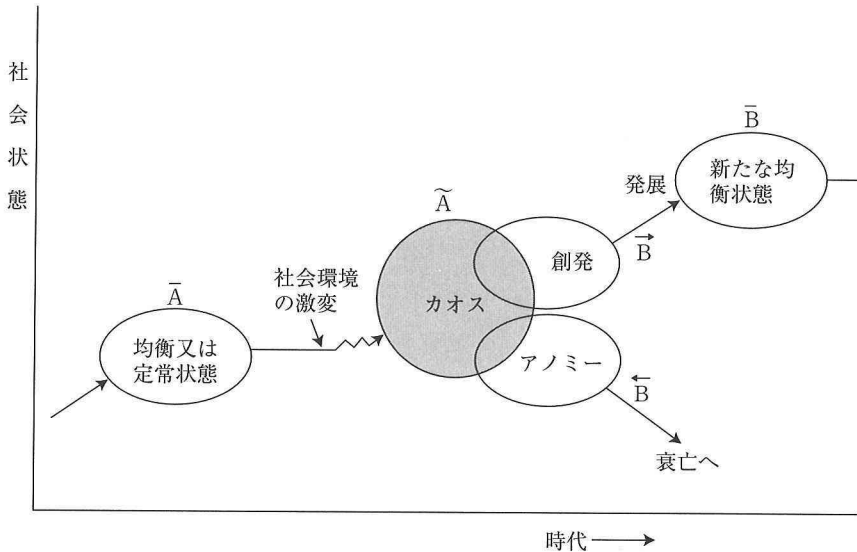 社会状態
Ā
均衡又は
定常状態
社会環境
の激変
Ã
カオス
創発
アノミー
発展
B⃗
B̄
新たな均
衡状態
B⃖
衰亡へ
時代